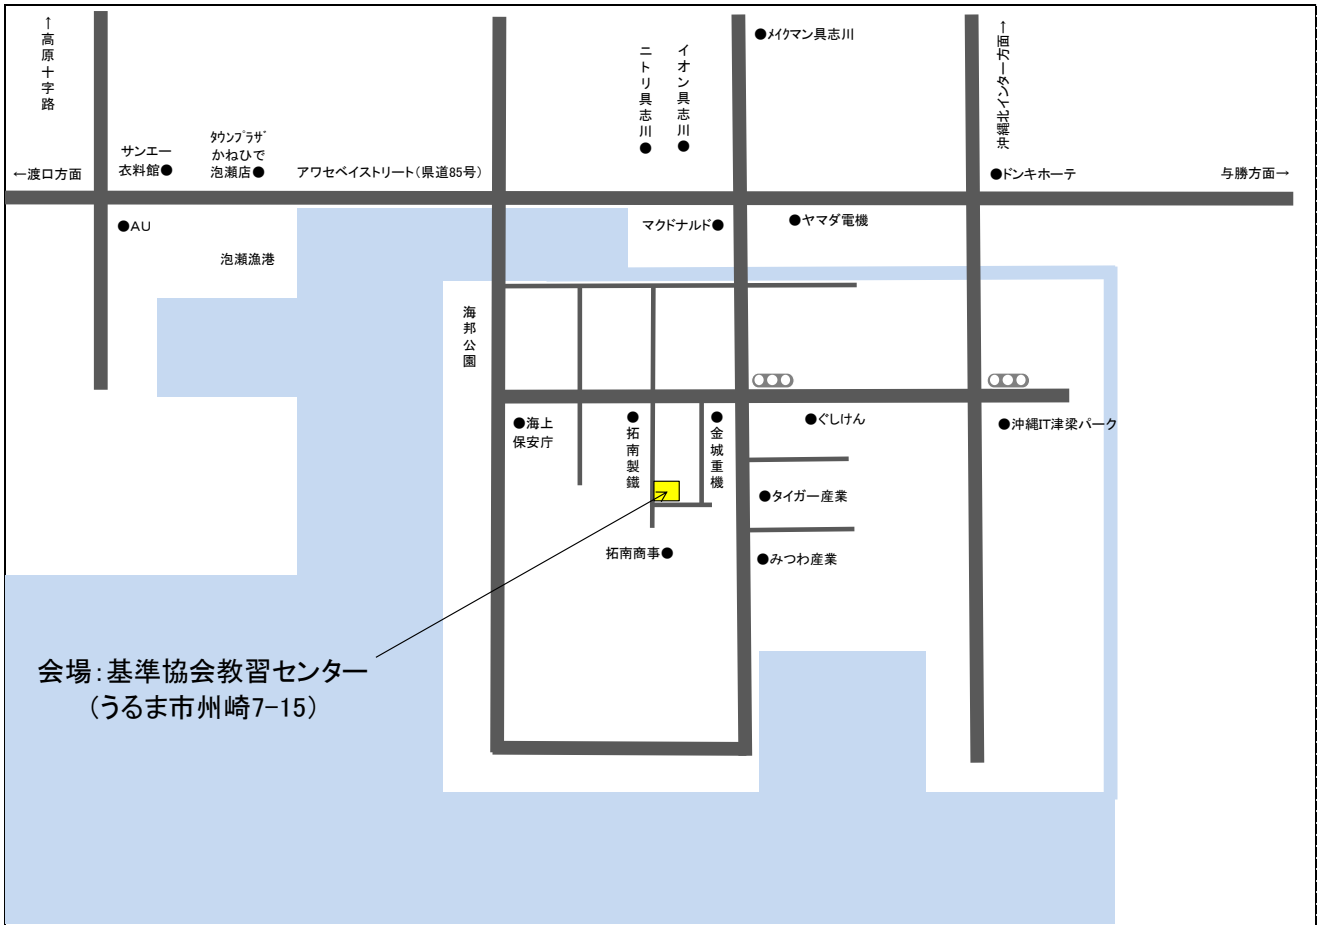 ↑高原十字路
ニトリ具志川●
イオン具志川●
●メイクマン具志川
沖縄北インター方面→
←渡口方面
サンエー
衣料館●
タウンプラザ
かねひで
泡瀬店●
アワセベイストリート(県道85号)
●ドンキホーテ
与勝方面→
●AU
マクドナルド●
●ヤマダ電機
泡瀬漁港
海邦公園
●海上
保安庁
●拓南製鐵
●金城重機
●ぐしけん
●沖縄IT津梁パーク
●タイガー産業
拓南商事●
●みつわ産業
会場:基準協会教習センター
(うるま市州崎7-15)